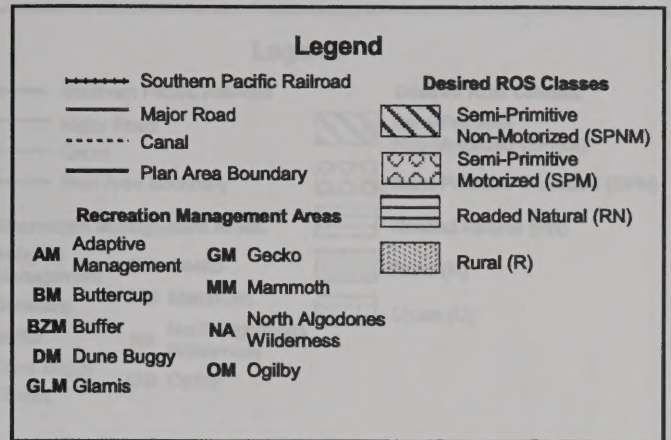 Legend
Southern Pacific Railroad
Major Road
Canal
Plan Area Boundary
Recreation Management Areas
AM Adaptive
Management
BM Buttercup
BZM Buffer
DM Dune Buggy
GLM Glamis
GM Gecko
MM Mammoth
NA North Algodones
Wilderness
OM Ogilby
Desired ROS Classes
Semi-Primitive
Non-Motorized (SPNM)
Semi-Primitive
Motorized (SPM)
Roaded Natural (RN)
Rural (R)